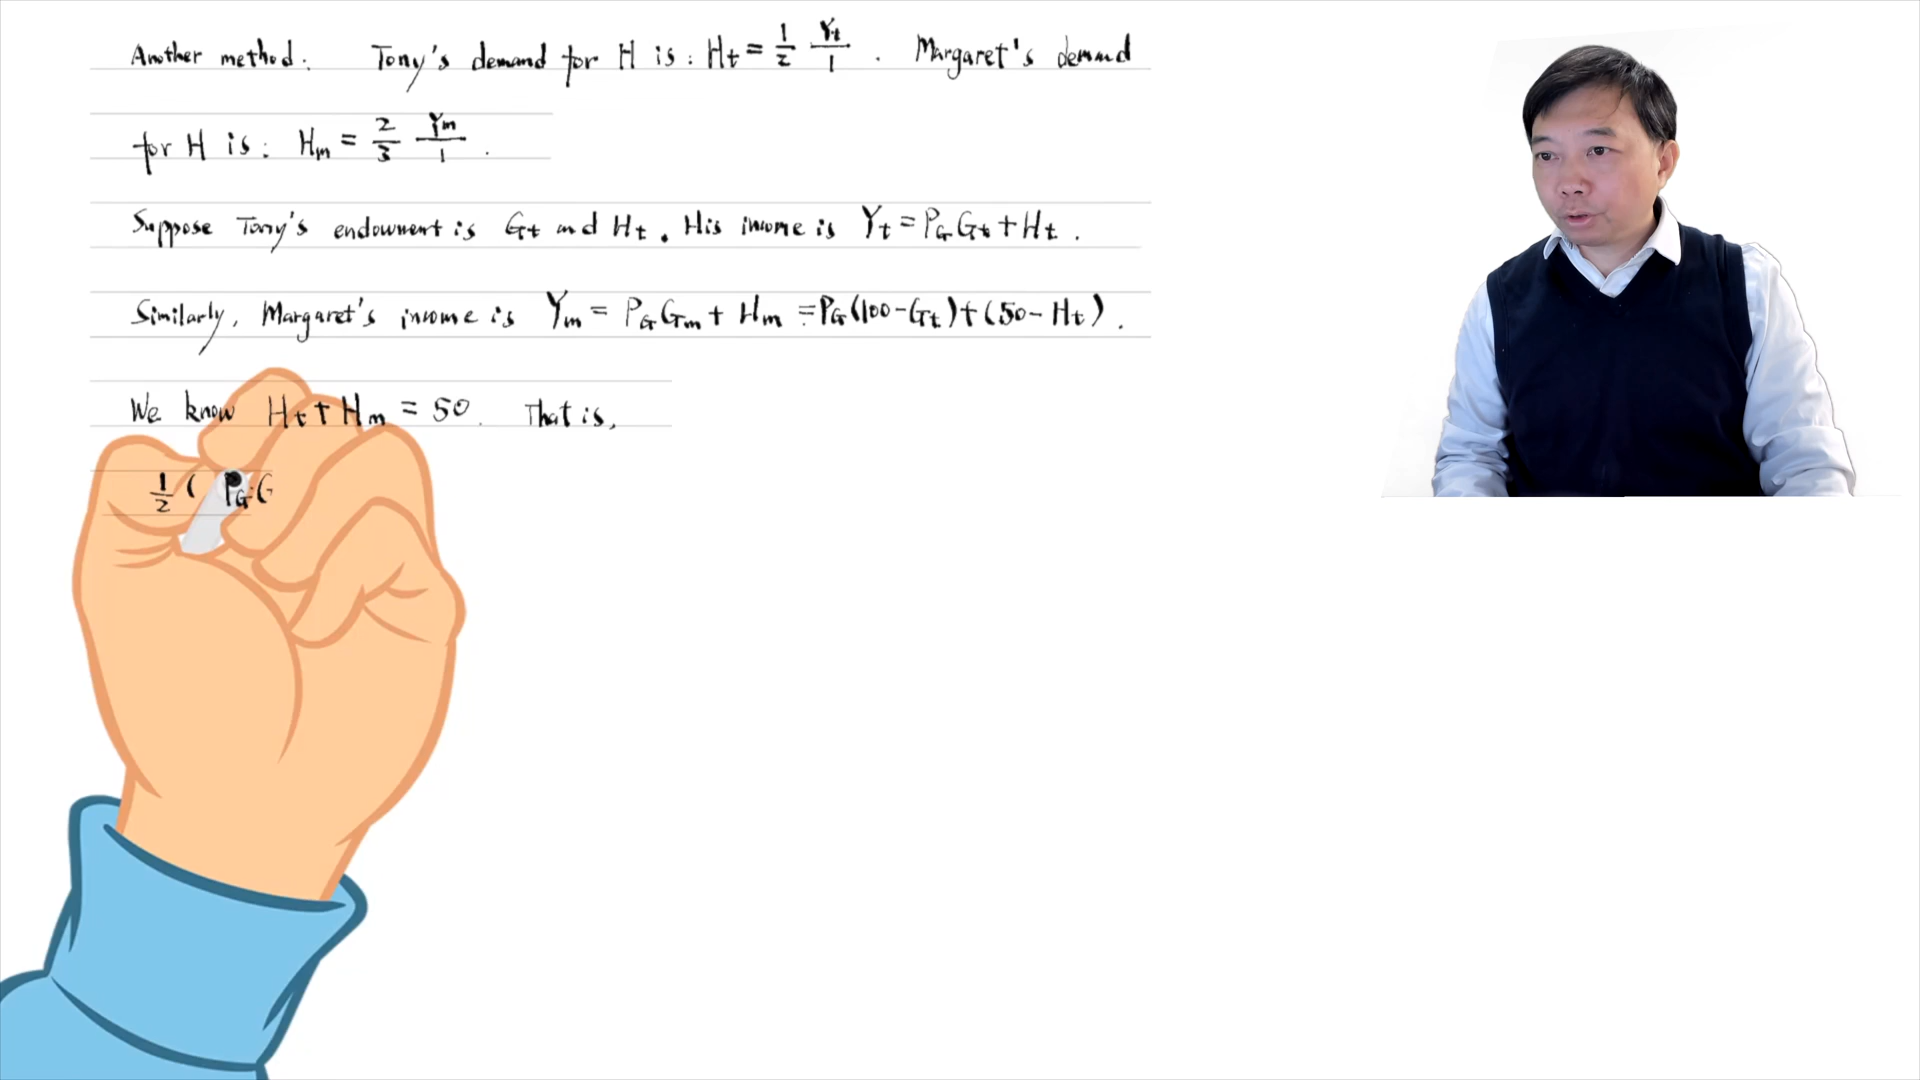 Another method: Tony's demand for H is: Ht = 1/2 Yt/1 . Margaret's demand
for H is: Hm = 2/3 Ym/1 .
Suppose Tony's endowment is Gt and Ht. His income is Yt = PG Gt + Ht .
Similarly, Margaret's income is Ym = PG Gm + Hm = PG(100-Gt)+(50-Ht) .
We know Ht + Hm = 50. That is,
1/2 ( PG G